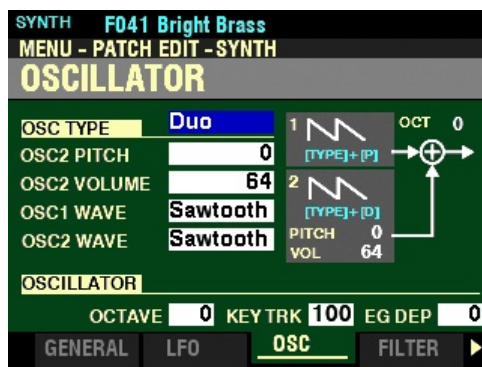 SYNTH F041 Bright Brass
MENU - PATCH EDIT - SYNTH
OSCILLATOR
OSC TYPE Duo
OSC2 PITCH 0
OSC2 VOLUME 64
OSC1 WAVE Sawtooth
OSC2 WAVE Sawtooth
1 OCT 0
[TYPE]+[P]
2
[TYPE]+[D]
PITCH 0
VOL 64
OSCILLATOR
OCTAVE 0 KEY TRK 100 EG DEP 0
GENERAL LFO OSC FILTER